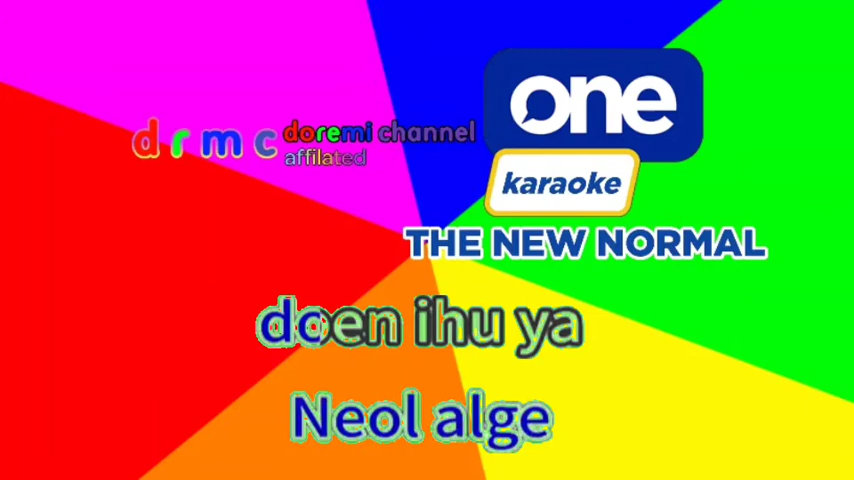 one
d r m c doremi channel
affilated
karaoke
THE NEW NORMAL
doen ihu ya
Neol alge